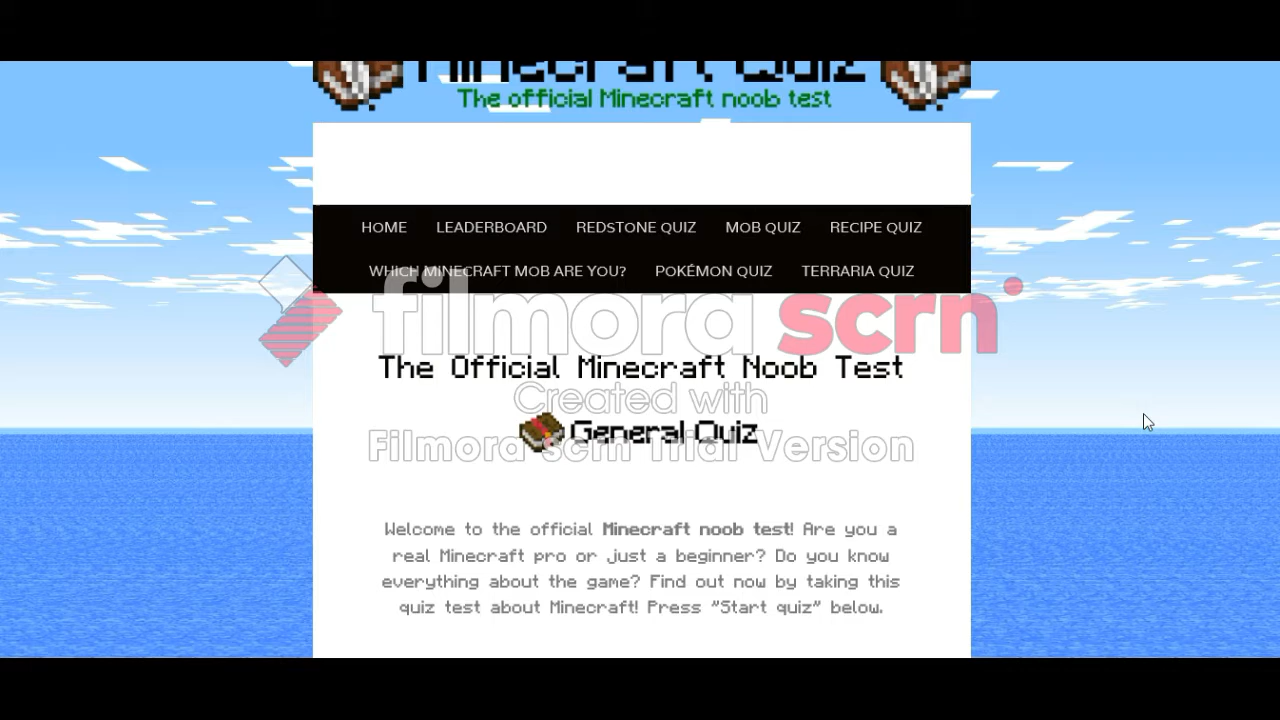 Minecraft Quiz
The official Minecraft noob test
HOME LEADERBOARD REDSTONE QUIZ MOB QUIZ RECIPE QUIZ
WHICH MINECRAFT MOB ARE YOU? POKÉMON QUIZ TERRARIA QUIZ
filmora scrn
The Official Minecraft Noob Test
Created with
General Quiz
Filmora scrn Trial Version
Welcome to the official Minecraft noob test! Are you a
real Minecraft pro or just a beginner? Do you know
everything about the game? Find out now by taking this
quiz test about Minecraft! Press "Start quiz" below.